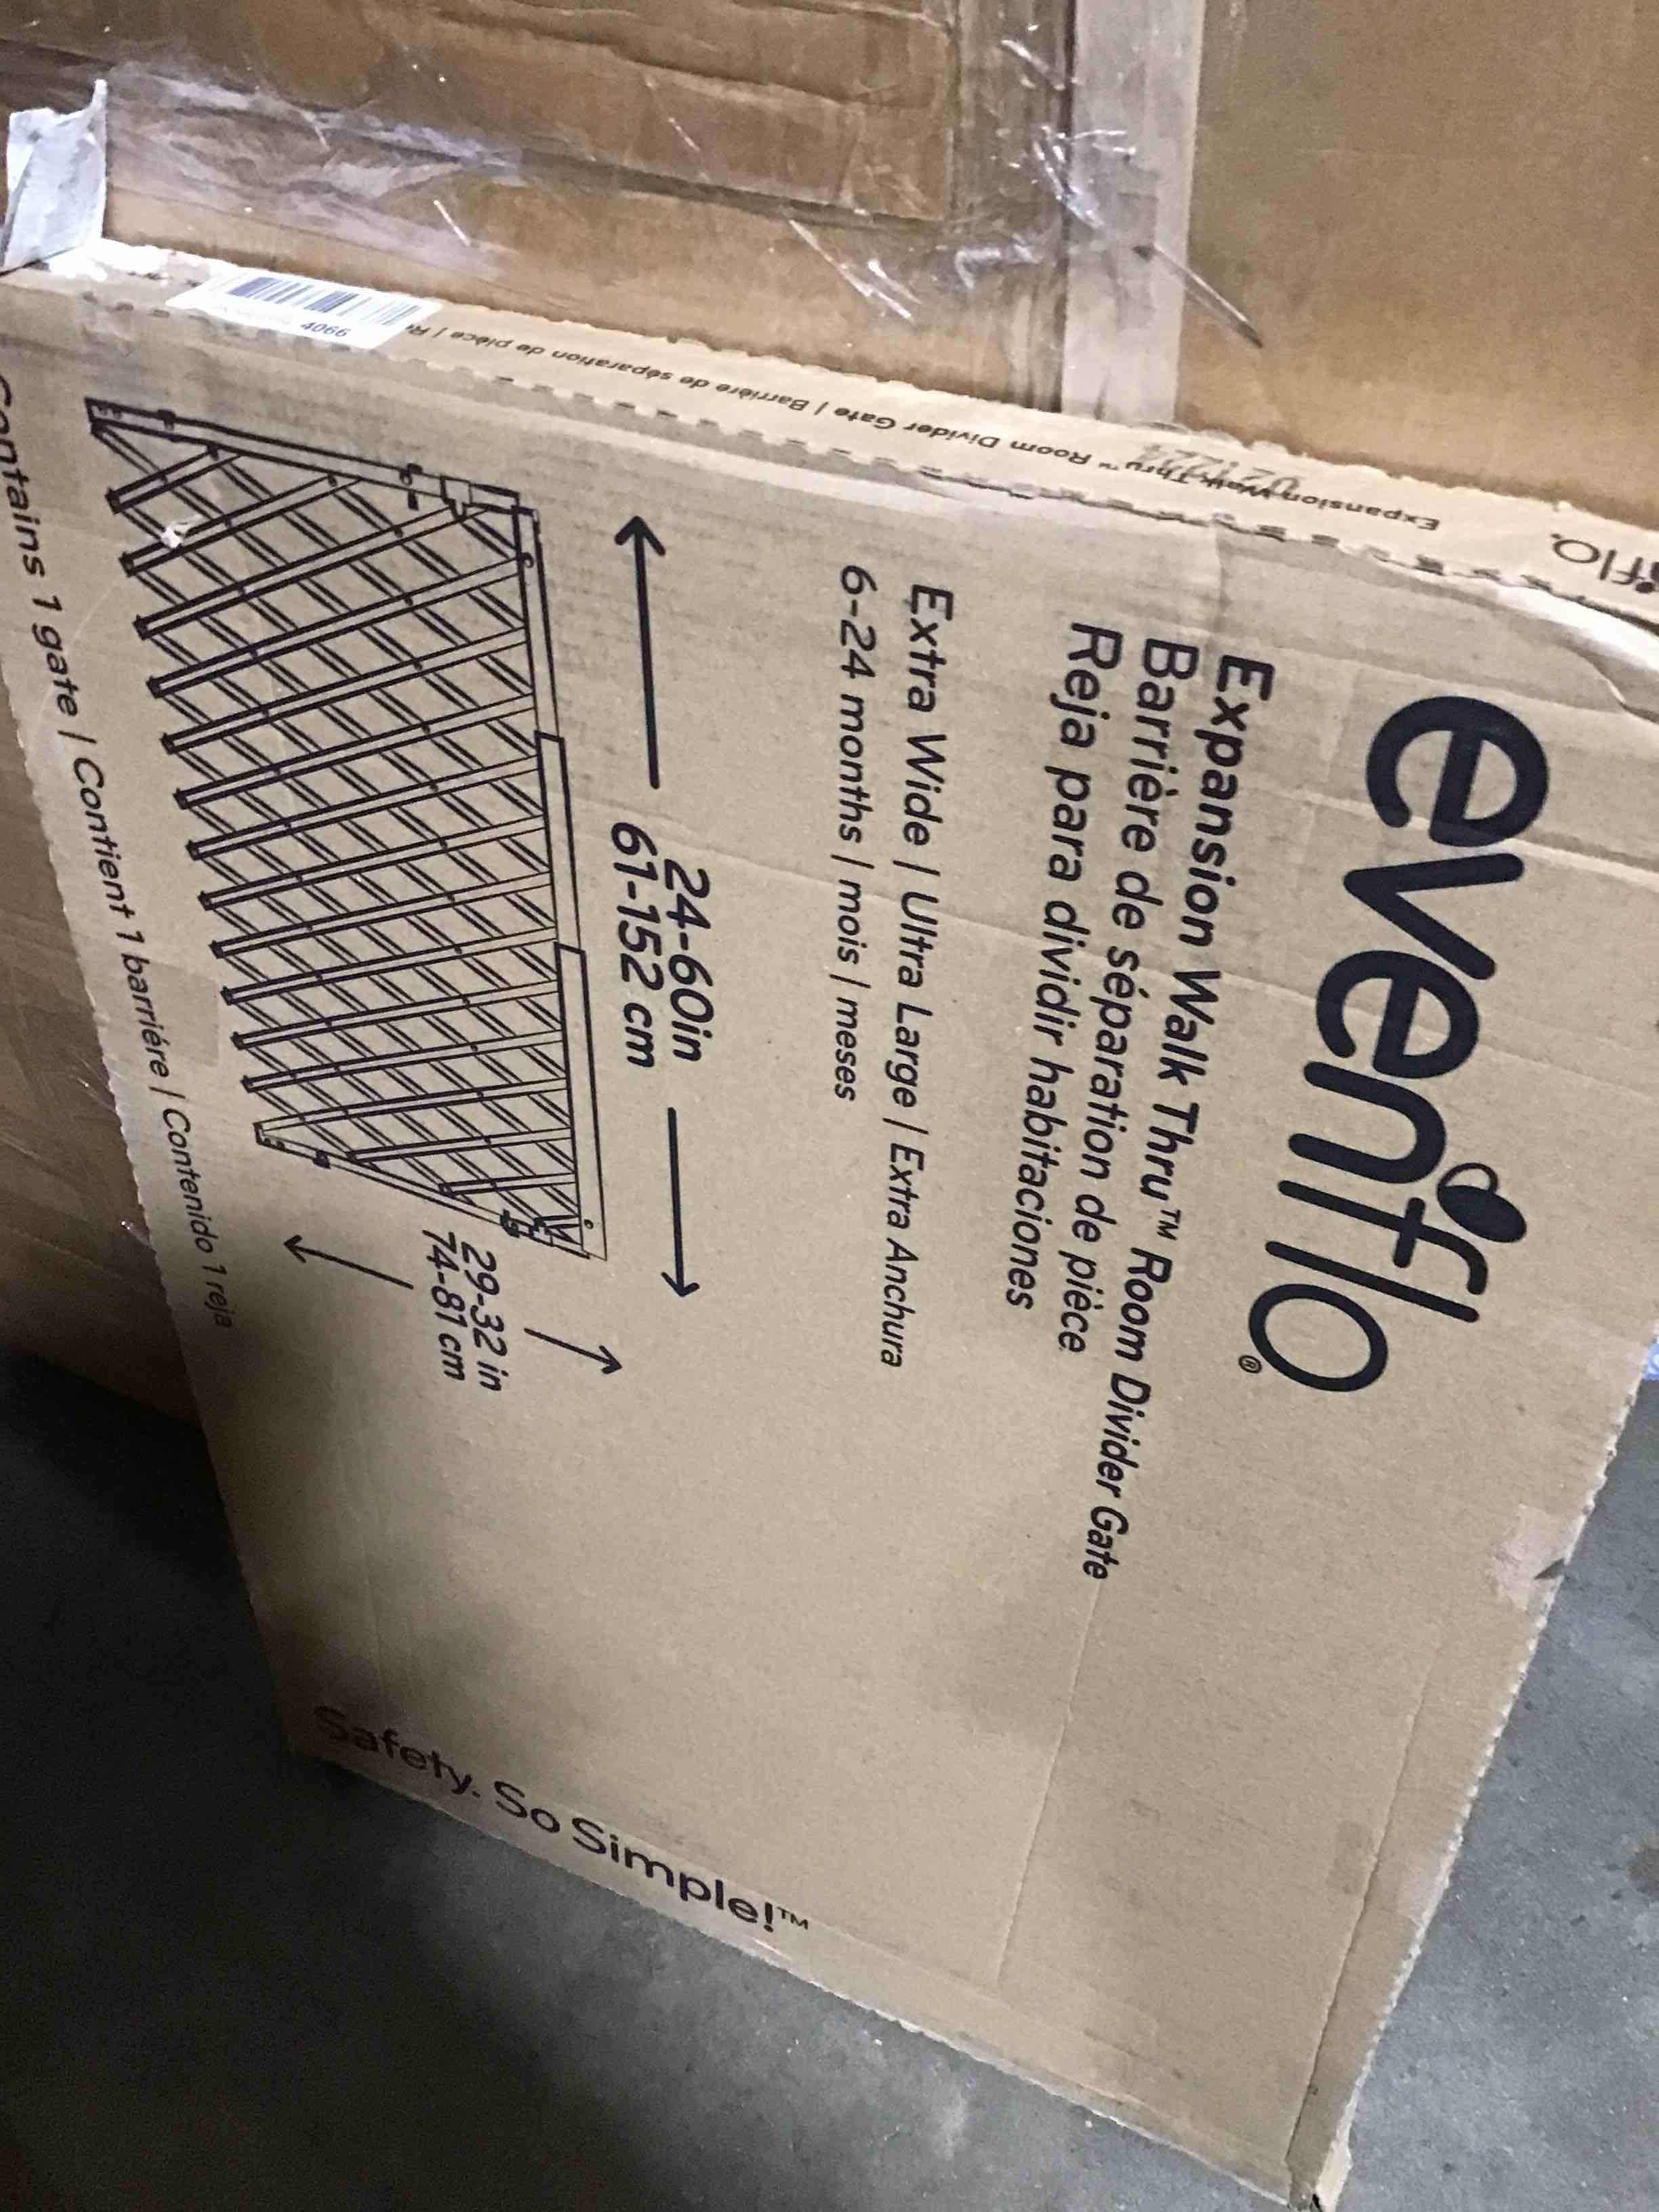 evenflo®
Expansion Walk Thru™ Room Divider Gate
Barrière de séparation de pièce
Reja para dividir habitaciones
Extra Wide | Ultra Large | Extra Anchura
6-24 months | mois | meses
24-60in
61-152 cm
29-32 in
74-81 cm
Contains 1 gate | Contient 1 barriére | Contenido 1 reja
Safety. So Simple!™
Expansion Walk Thru™ Room Divider Gate | Barrière de séparation de pièce |
4066